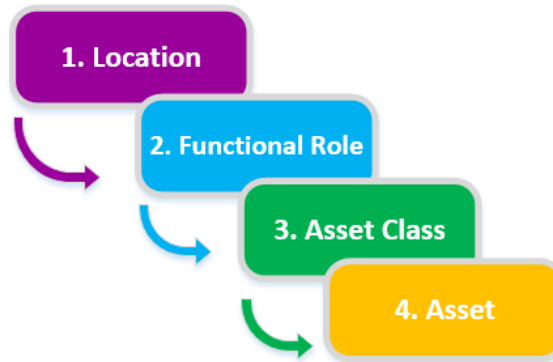 1. Location
2. Functional Role
3. Asset Class
4. Asset